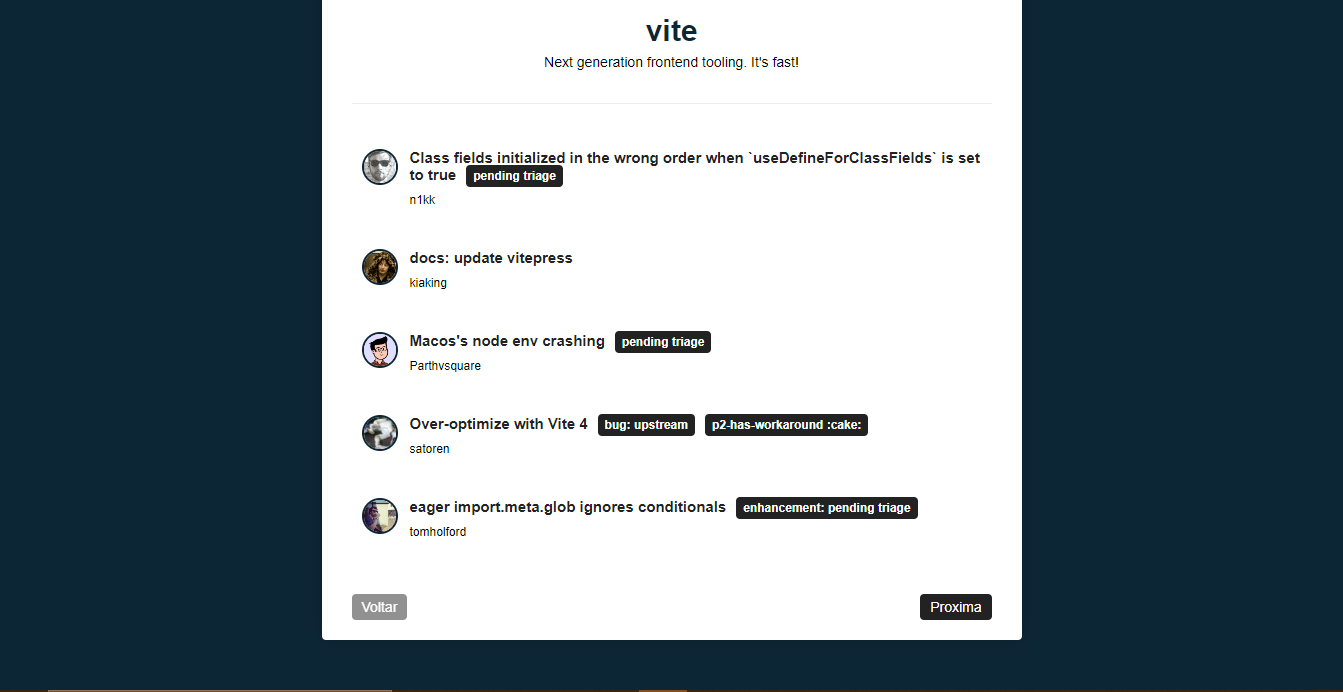 vite
Next generation frontend tooling. It's fast!
Class fields initialized in the wrong order when `useDefineForClassFields` is set
to true pending triage
n1kk
docs: update vitepress
kiaking
Macos's node env crashing pending triage
Parthvsquare
Over-optimize with Vite 4 bug: upstream p2-has-workaround :cake:
satoren
eager import.meta.glob ignores conditionals enhancement: pending triage
tomholford
Voltar Proxima